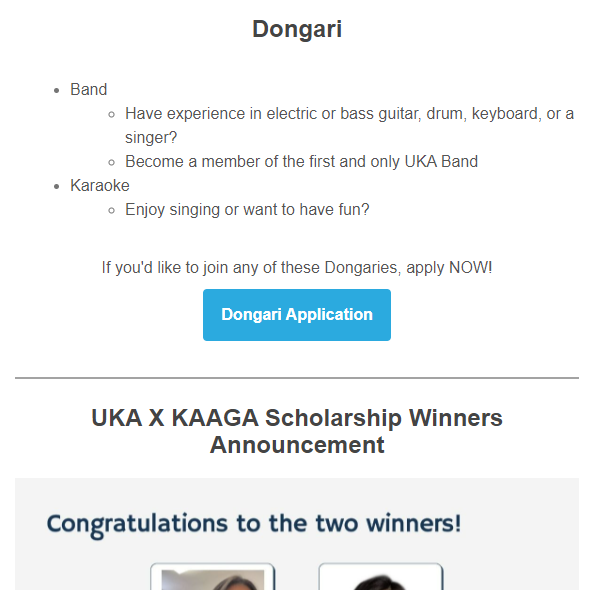 Dongari
Band
Have experience in electric or bass guitar, drum, keyboard, or a
singer?
Become a member of the first and only UKA Band
Karaoke
Enjoy singing or want to have fun?
If you'd like to join any of these Dongaries, apply NOW!
Dongari Application
UKA X KAAGA Scholarship Winners
Announcement
Congratulations to the two winners!